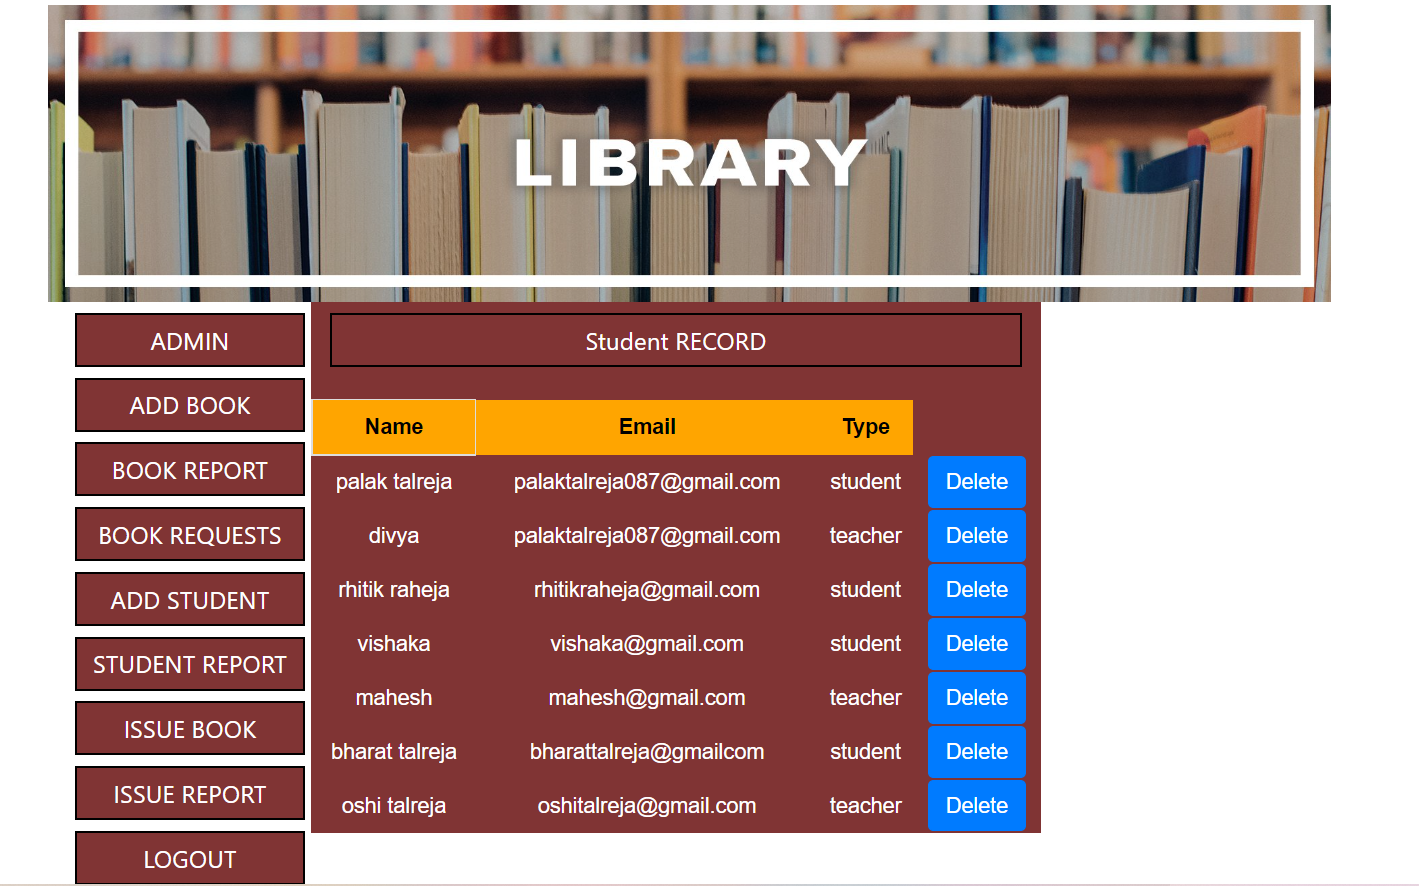 LIBRARY
ADMIN
ADD BOOK
BOOK REPORT
BOOK REQUESTS
ADD STUDENT
STUDENT REPORT
ISSUE BOOK
ISSUE REPORT
LOGOUT
Student RECORD
Name Email Type
palak talreja palaktalreja087@gmail.com student Delete
divya palaktalreja087@gmail.com teacher Delete
rhitik raheja rhitikraheja@gmail.com student Delete
vishaka vishaka@gmail.com student Delete
mahesh mahesh@gmail.com teacher Delete
bharat talreja bharattalreja@gmailcom student Delete
oshi talreja oshitalreja@gmail.com teacher Delete